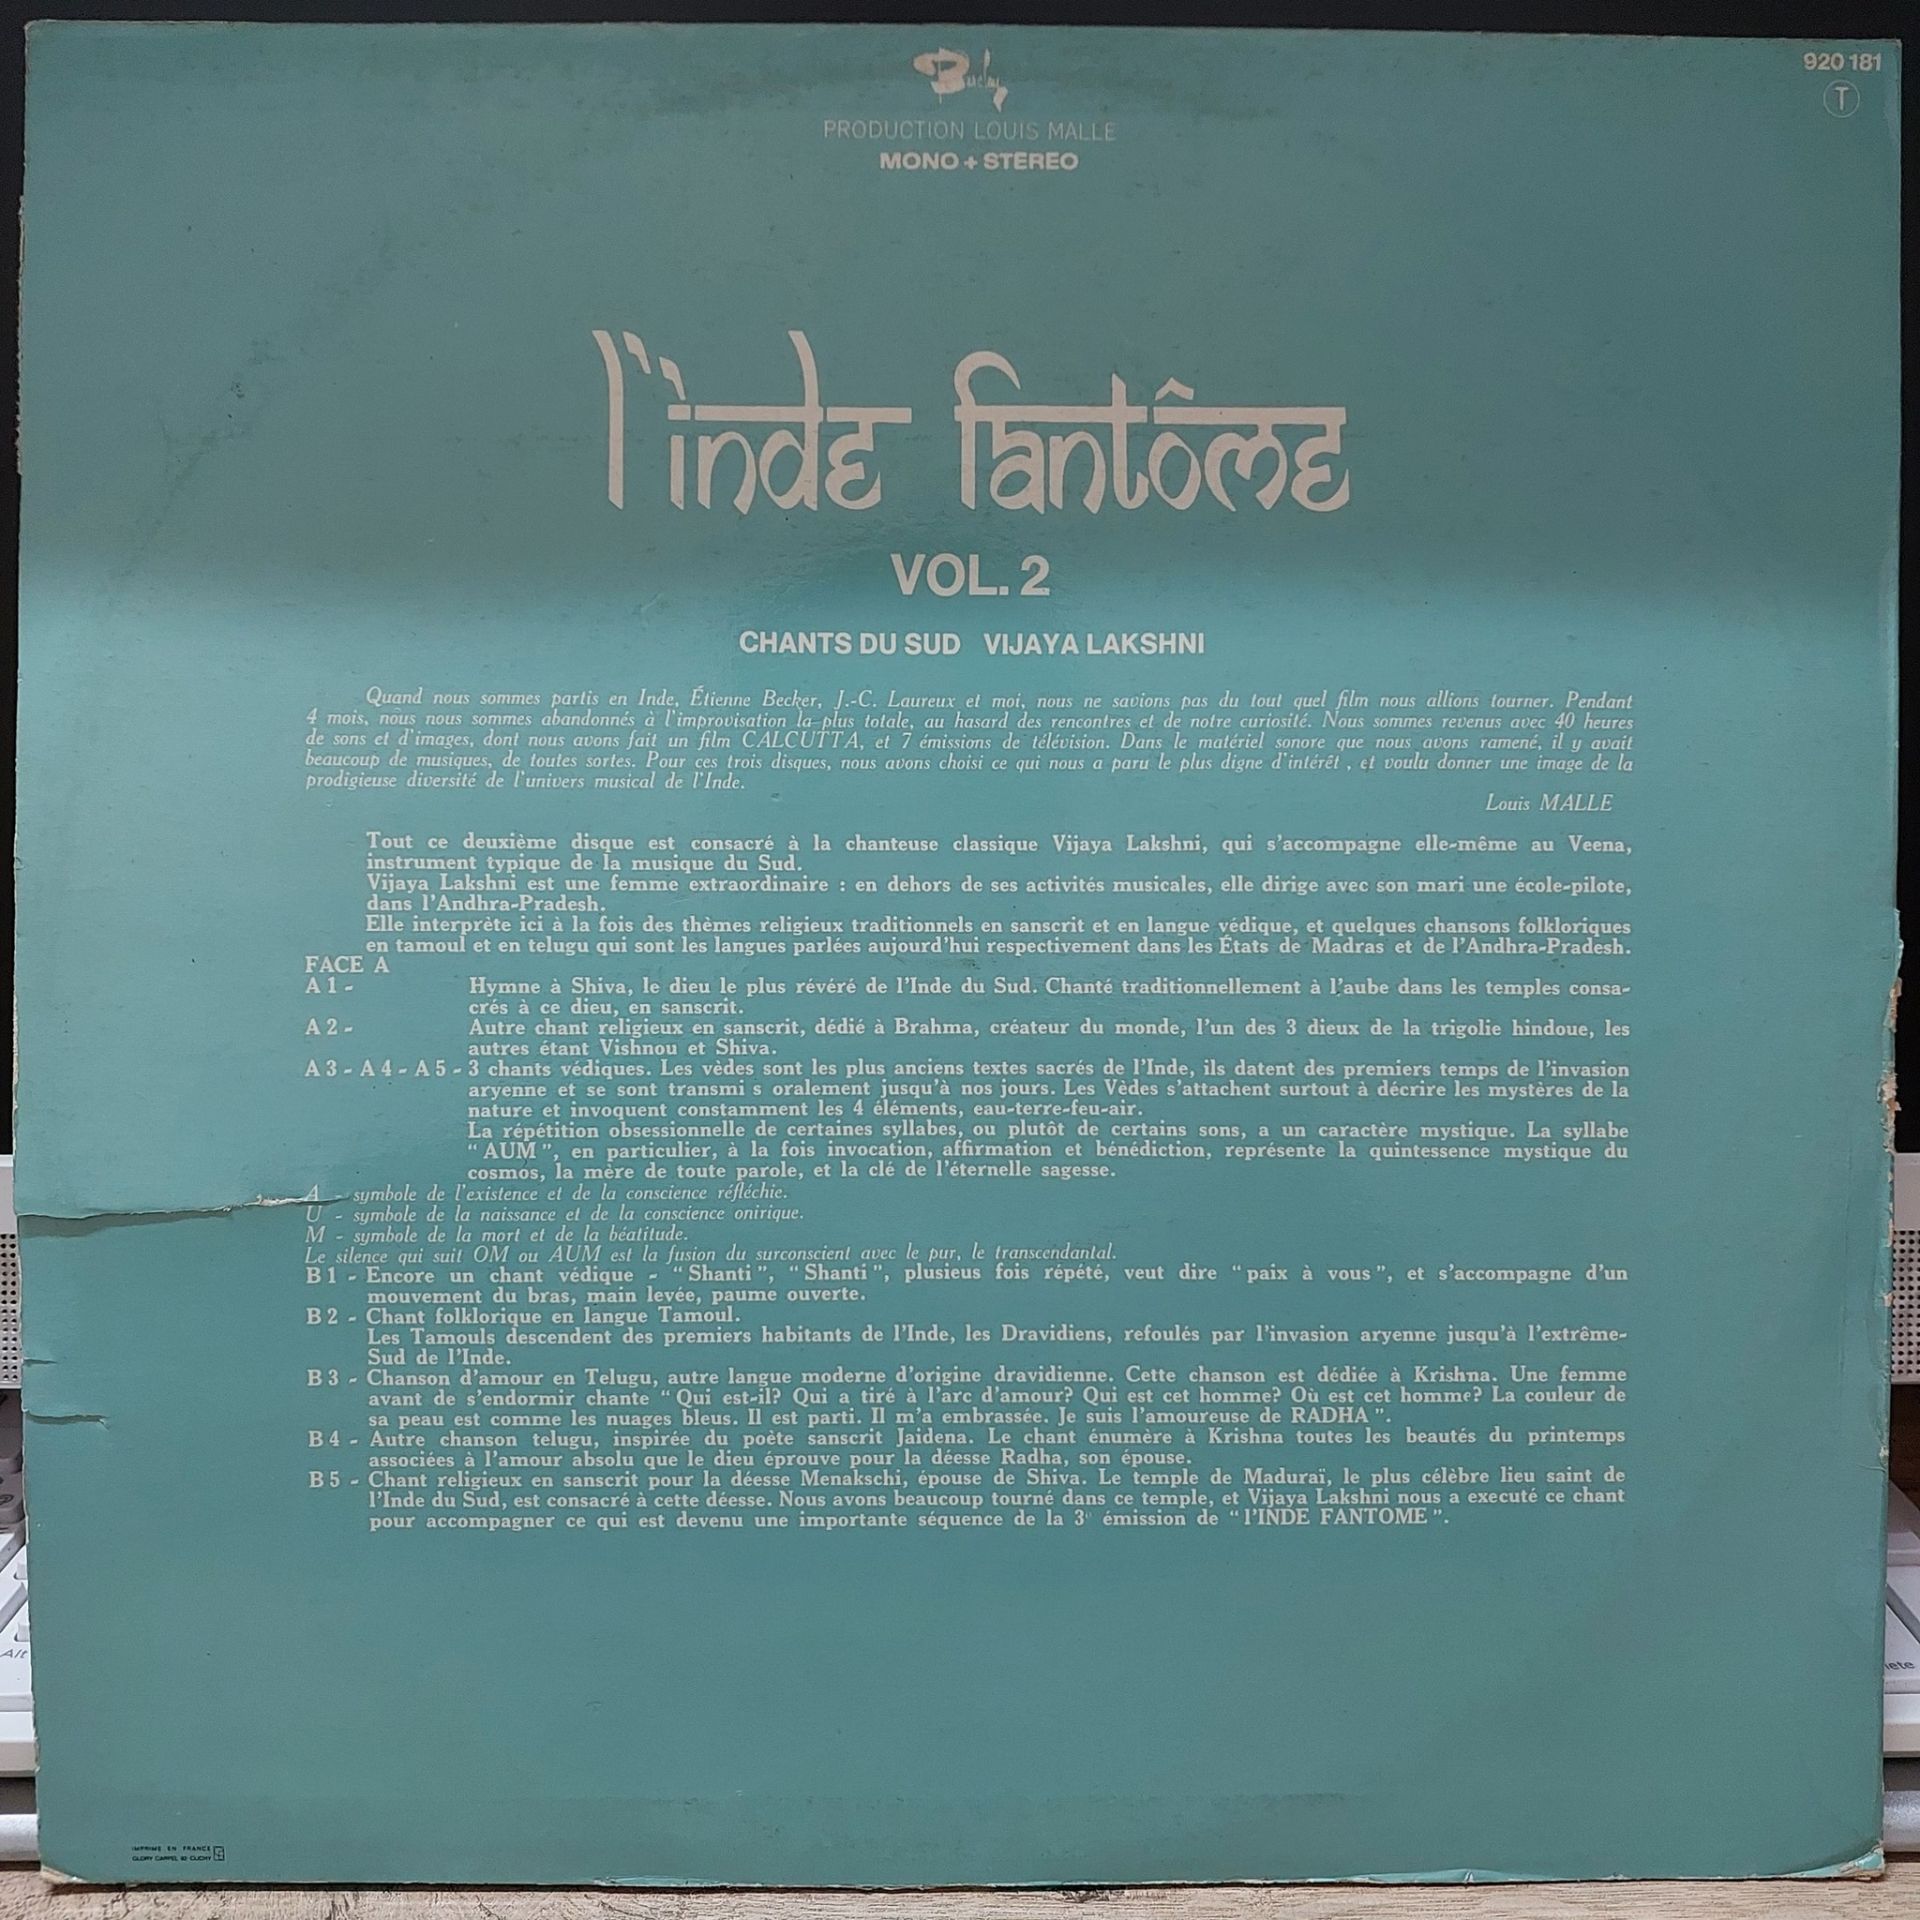 Barclay
920 181
T
PRODUCTION LOUIS MALLE
MONO + STEREO
l'inde fantôme
VOL. 2
CHANTS DU SUD VIJAYA LAKSHNI
Quand nous sommes partis en Inde, Étienne Becker, J.-C. Laureux et moi, nous ne savions pas du tout quel film nous allions tourner. Pendant
4 mois, nous nous sommes abandonnés à l'improvisation la plus totale, au hasard des rencontres et de notre curiosité. Nous sommes revenus avec 40 heures
de sons et d'images, dont nous avons fait un film CALCUTTA, et 7 émissions de télévision. Dans le matériel sonore que nous avons ramené, il y avait
beaucoup de musiques, de toutes sortes. Pour ces trois disques, nous avons choisi ce qui nous a paru le plus digne d'intérêt , et voulu donner une image de la
prodigieuse diversité de l'univers musical de l'Inde.
Louis MALLE
Tout ce deuxième disque est consacré à la chanteuse classique Vijaya Lakshni, qui s'accompagne elle-même au Veena,
instrument typique de la musique du Sud.
Vijaya Lakshni est une femme extraordinaire : en dehors de ses activités musicales, elle dirige avec son mari une école-pilote,
dans l'Andhra-Pradesh.
Elle interprète ici à la fois des thèmes religieux traditionnels en sanscrit et en langue védique, et quelques chansons folkloriques
en tamoul et en telugu qui sont les langues parlées aujourd'hui respectivement dans les États de Madras et de l'Andhra-Pradesh.
FACE A
A 1 - Hymne à Shiva, le dieu le plus révéré de l'Inde du Sud. Chanté traditionnellement à l'aube dans les temples consa-
crés à ce dieu, en sanscrit.
A 2 - Autre chant religieux en sanscrit, dédié à Brahma, créateur du monde, l'un des 3 dieux de la trigolie hindoue, les
autres étant Vishnou et Shiva.
A 3 - A 4 - A 5 - 3 chants védiques. Les vèdes sont les plus anciens textes sacrés de l'Inde, ils datent des premiers temps de l'invasion
aryenne et se sont transmi s oralement jusqu'à nos jours. Les Vèdes s'attachent surtout à décrire les mystères de la
nature et invoquent constamment les 4 éléments, eau-terre-feu-air.
La répétition obsessionnelle de certaines syllabes, ou plutôt de certains sons, a un caractère mystique. La syllabe
" AUM ", en particulier, à la fois invocation, affirmation et bénédiction, représente la quintessence mystique du
cosmos, la mère de toute parole, et la clé de l'éternelle sagesse.
A - symbole de l'existence et de la conscience réfléchie.
U - symbole de la naissance et de la conscience onirique.
M - symbole de la mort et de la béatitude.
Le silence qui suit OM ou AUM est la fusion du surconscient avec le pur, le transcendantal.
B 1 - Encore un chant védique - " Shanti ", " Shanti ", plusieus fois répété, veut dire " paix à vous ", et s'accompagne d'un
mouvement du bras, main levée, paume ouverte.
B 2 - Chant folklorique en langue Tamoul.
Les Tamouls descendent des premiers habitants de l'Inde, les Dravidiens, refoulés par l'invasion aryenne jusqu'à l'extrême-
Sud de l'Inde.
B 3 - Chanson d'amour en Telugu, autre langue moderne d'origine dravidienne. Cette chanson est dédiée à Krishna. Une femme
avant de s'endormir chante " Qui est-il? Qui a tiré à l'arc d'amour? Qui est cet homme? Où est cet homme? La couleur de
sa peau est comme les nuages bleus. Il est parti. Il m'a embrassée. Je suis l'amoureuse de RADHA ".
B 4 - Autre chanson telugu, inspirée du poète sanscrit Jaidena. Le chant énumère à Krishna toutes les beautés du printemps
associées à l'amour absolu que le dieu éprouve pour la déesse Radha, son épouse.
B 5 - Chant religieux en sanscrit pour la déesse Menakschi, épouse de Shiva. Le temple de Maduraï, le plus célèbre lieu saint de
l'Inde du Sud, est consacré à cette déesse. Nous avons beaucoup tourné dans ce temple, et Vijaya Lakshni nous a executé ce chant
pour accompagner ce qui est devenu une importante séquence de la 3e émission de " l'INDE FANTOME ".
Alt
IMPRIME EN FRANCE
CLICHY